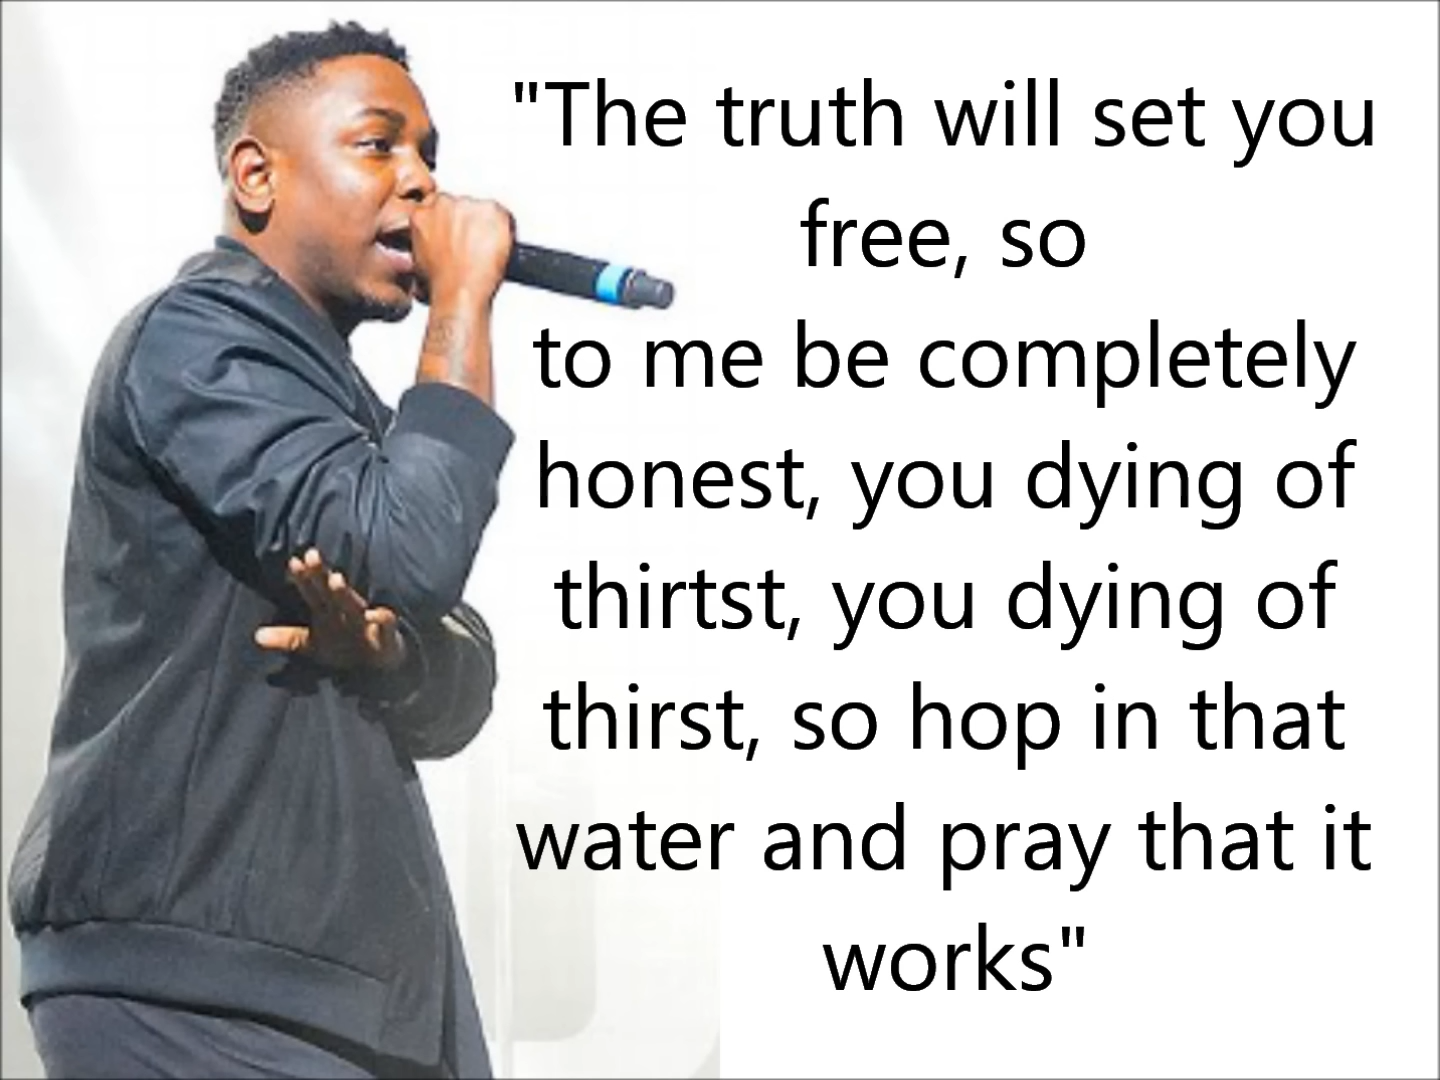 "The truth will set you
free, so
to me be completely
honest, you dying of
thirtst, you dying of
thirst, so hop in that
water and pray that it
works"